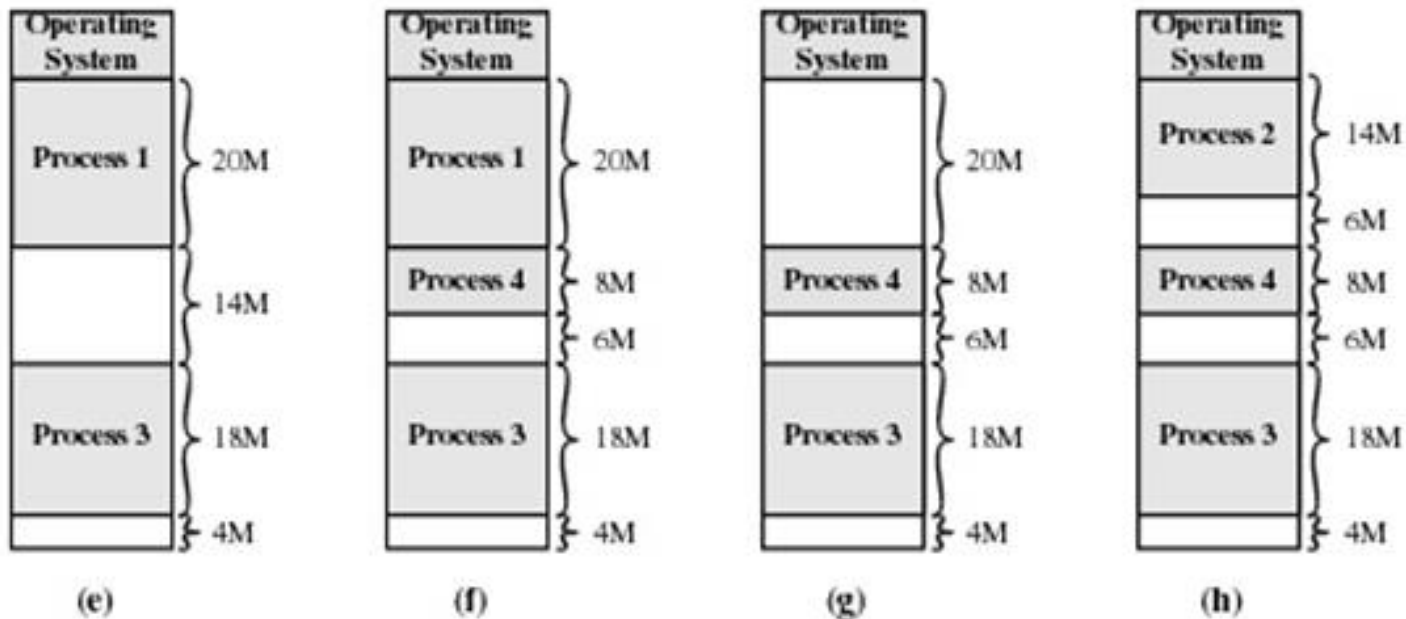 Operating
System
Process 1
20M
14M
Process 3
18M
4M
(e)
Operating
System
Process 1
20M
Process 4
8M
6M
Process 3
18M
4M
(f)
Operating
System
20M
Process 4
8M
6M
Process 3
18M
4M
(g)
Operating
System
Process 2
14M
6M
Process 4
8M
6M
Process 3
18M
4M
(h)